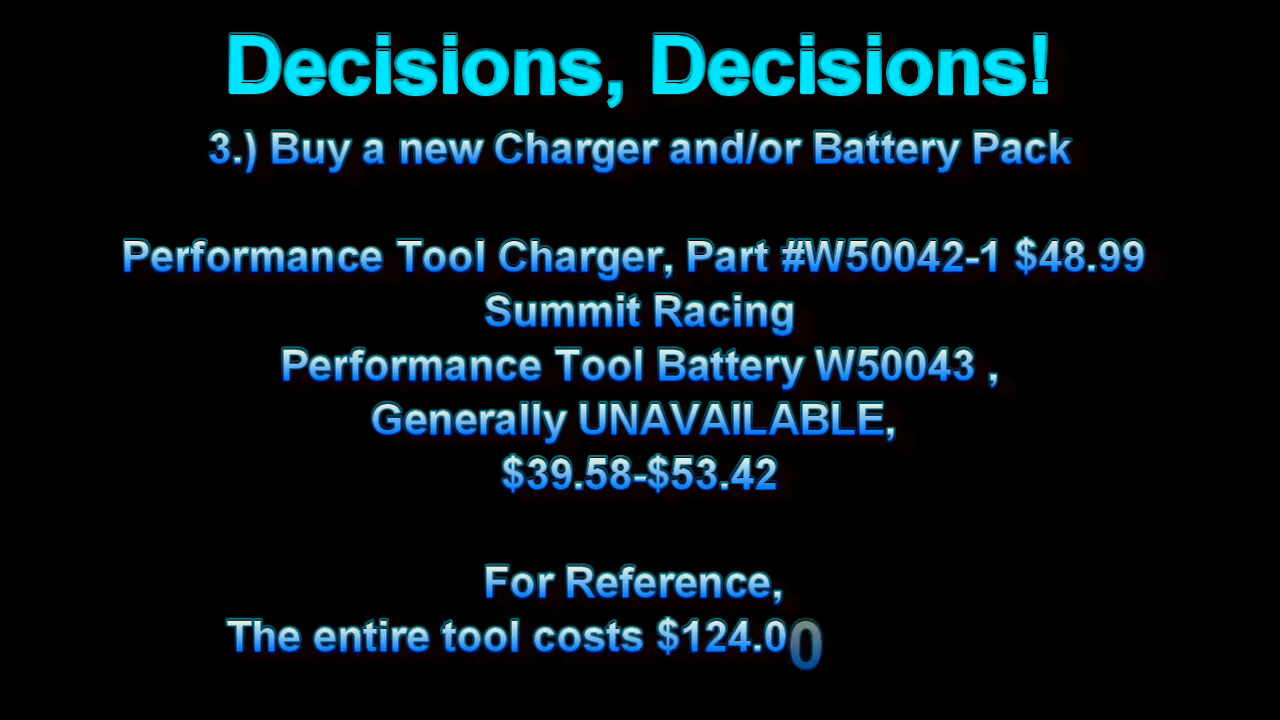 Decisions, Decisions!
3.) Buy a new Charger and/or Battery Pack
Performance Tool Charger, Part #W50042-1 $48.99
Summit Racing
Performance Tool Battery W50043 ,
Generally UNAVAILABLE,
$39.58-$53.42
For Reference,
The entire tool costs $124.00